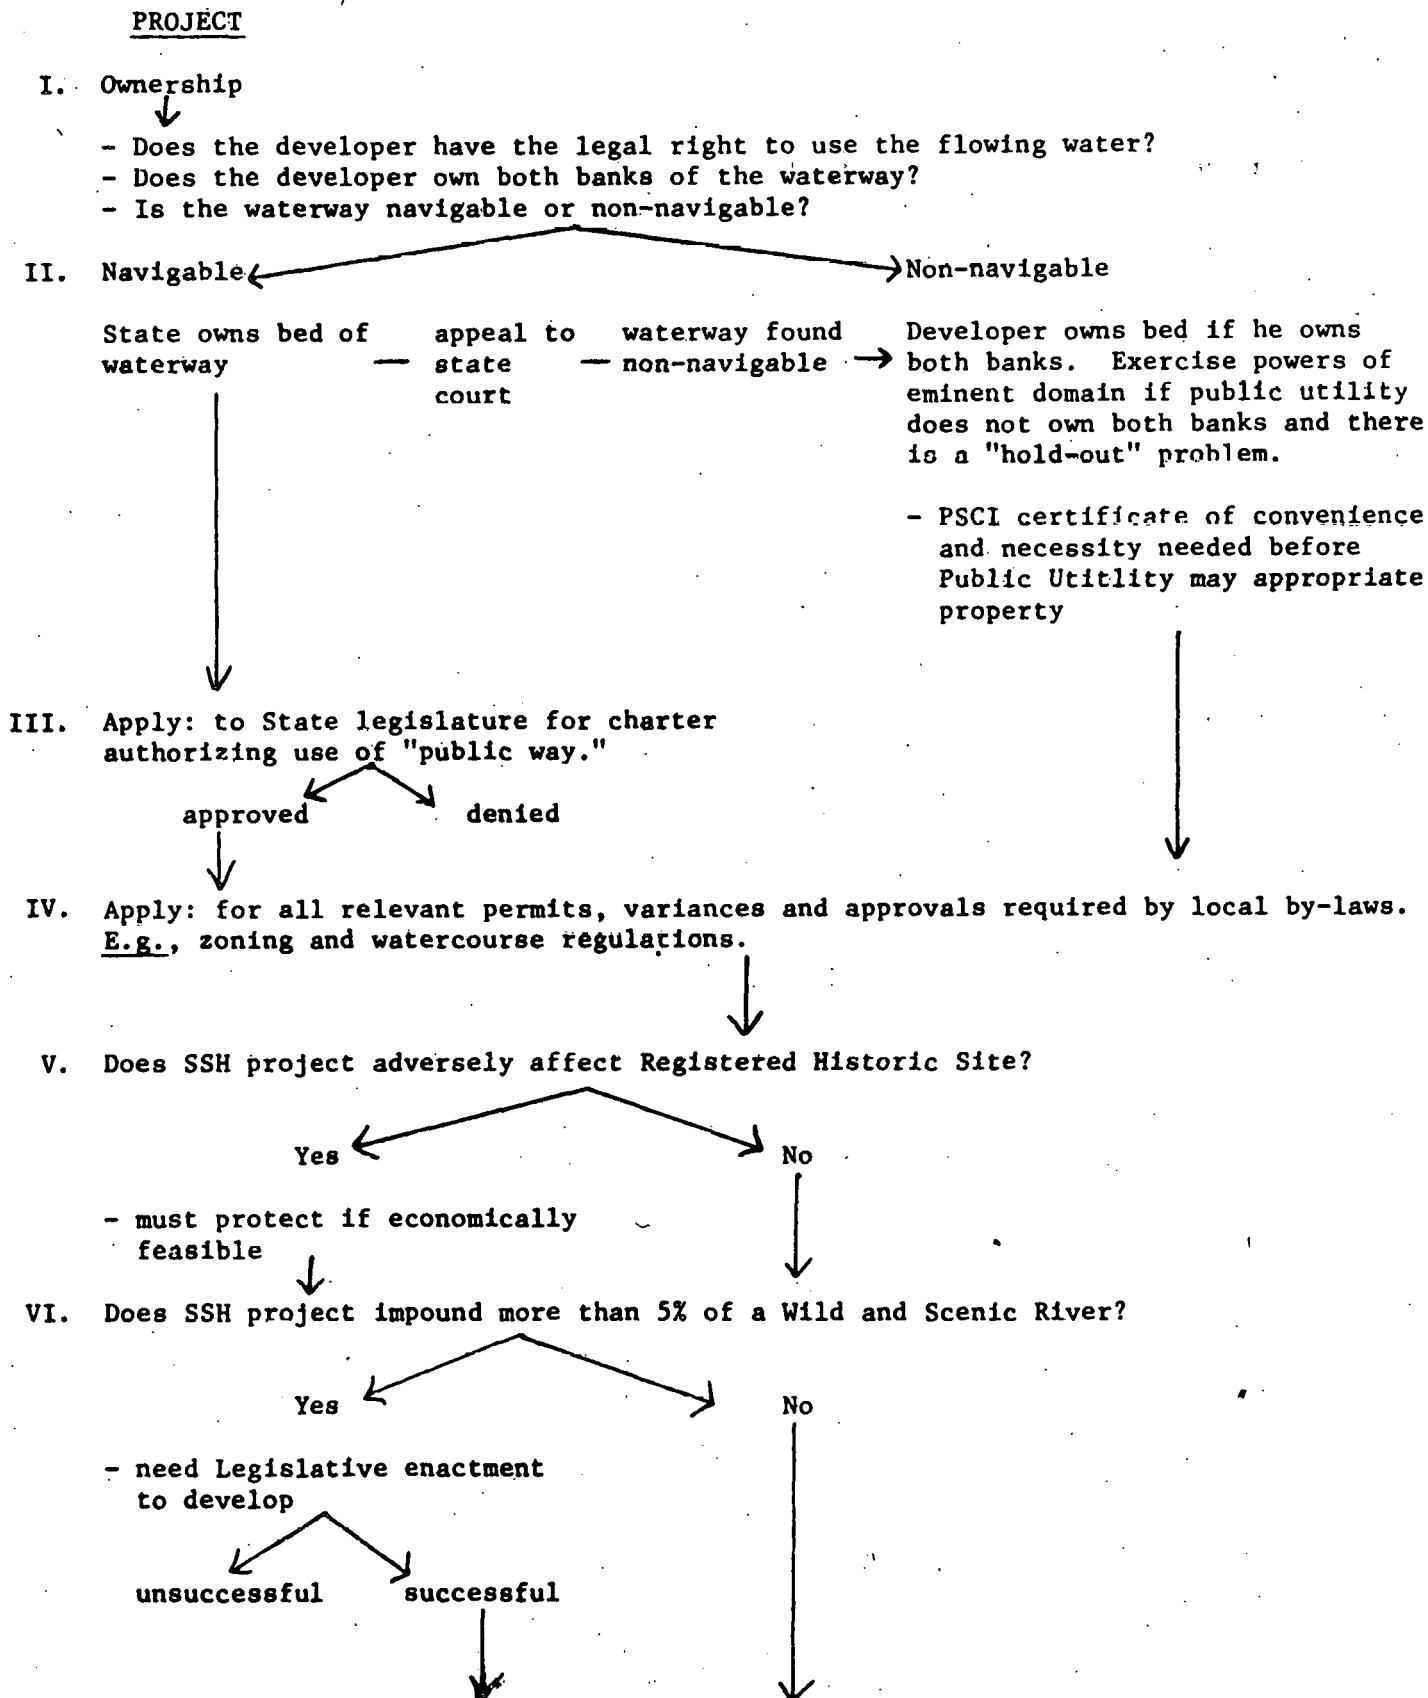 PROJECT
I. Ownership
- Does the developer have the legal right to use the flowing water?
- Does the developer own both banks of the waterway?
- Is the waterway navigable or non-navigable?
II. Navigable
Non-navigable
State owns bed of
waterway
appeal to
state
court
waterway found
non-navigable
Developer owns bed if he owns
both banks. Exercise powers of
eminent domain if public utility
does not own both banks and there
is a "hold-out" problem.
- PSCI certificate of convenience
and necessity needed before
Public Utitlity may appropriate
property
III. Apply: to State legislature for charter
authorizing use of "public way."
approved denied
IV. Apply: for all relevant permits, variances and approvals required by local by-laws.
E.g., zoning and watercourse regulations.
V. Does SSH project adversely affect Registered Historic Site?
Yes No
- must protect if economically
feasible
VI. Does SSH project impound more than 5% of a Wild and Scenic River?
Yes No
- need Legislative enactment
to develop
unsuccessful successful